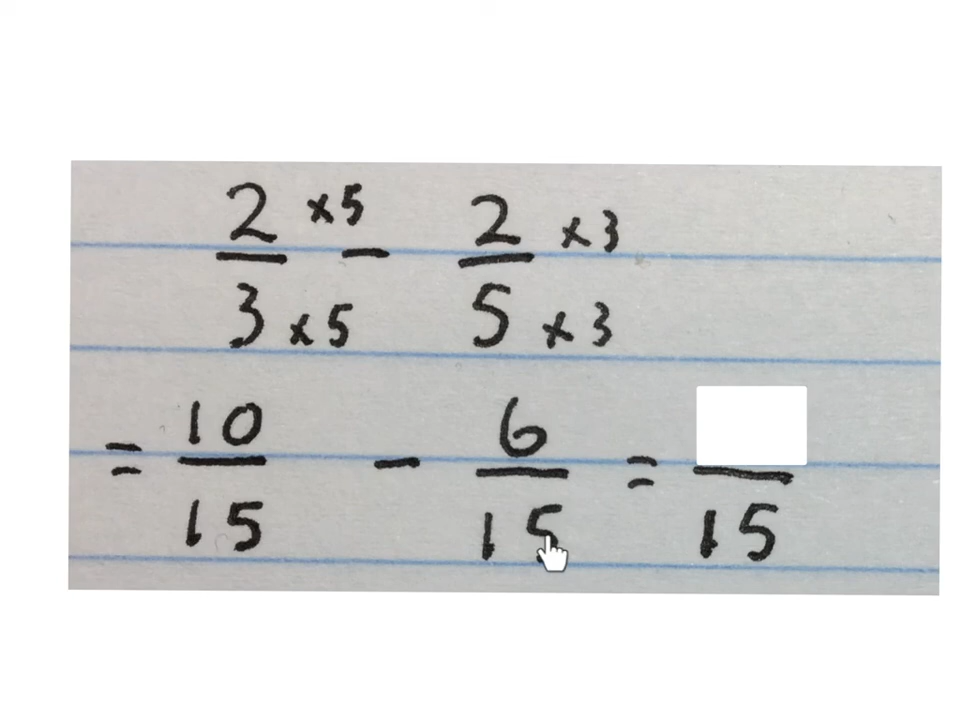 2/3 ×5/×5 − 2/5 ×3/×3
= 10/15 − 6/15 = /15